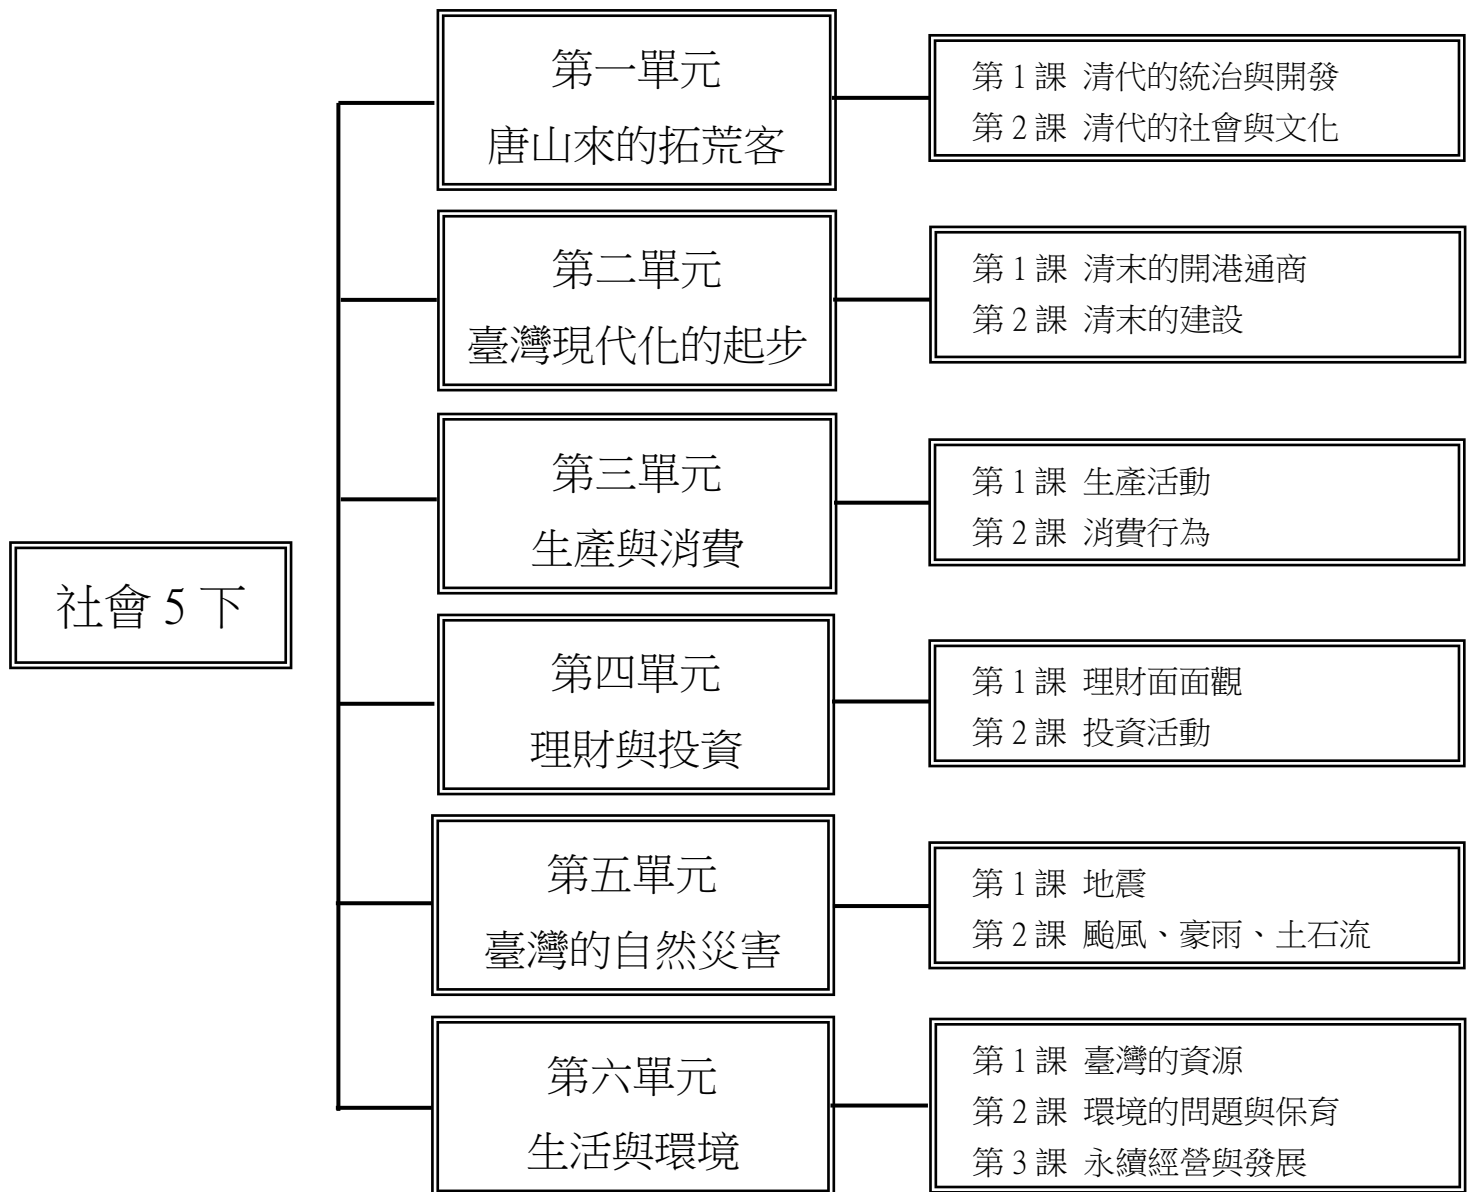 社會 5 下
第一單元
唐山來的拓荒客
第 1 課 清代的統治與開發
第 2 課 清代的社會與文化
第二單元
臺灣現代化的起步
第 1 課 清末的開港通商
第 2 課 清末的建設
第三單元
生產與消費
第 1 課 生產活動
第 2 課 消費行為
第四單元
理財與投資
第 1 課 理財面面觀
第 2 課 投資活動
第五單元
臺灣的自然災害
第 1 課 地震
第 2 課 颱風、豪雨、土石流
第六單元
生活與環境
第 1 課 臺灣的資源
第 2 課 環境的問題與保育
第 3 課 永續經營與發展